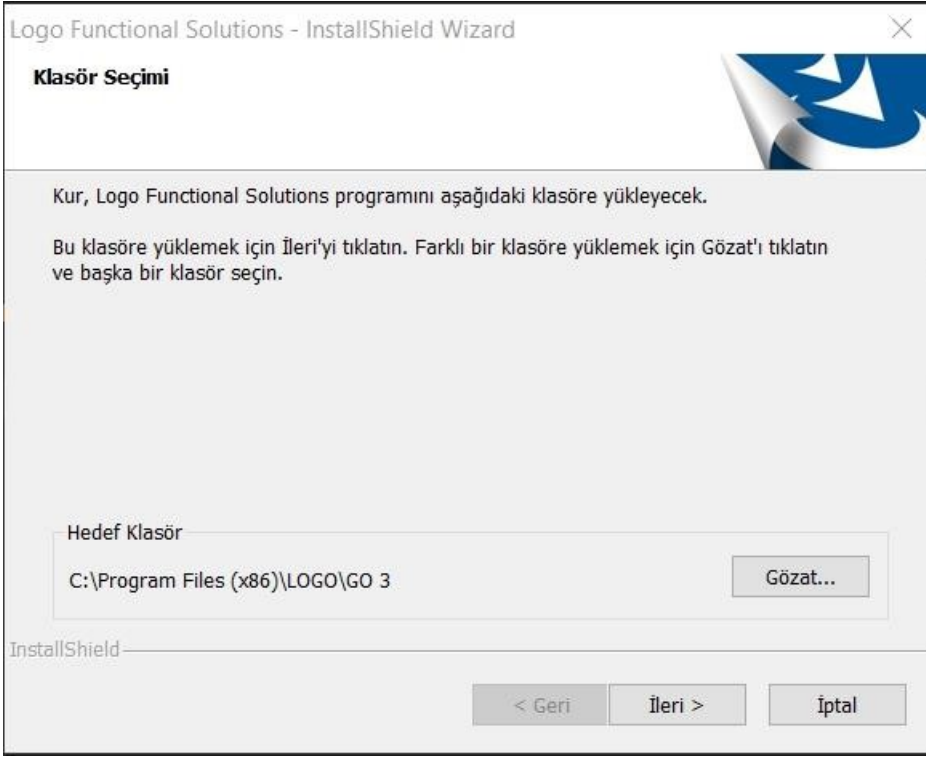 Logo Functional Solutions - InstallShield Wizard
Klasör Seçimi
Kur, Logo Functional Solutions programını aşağıdaki klasöre yükleyecek.
Bu klasöre yüklemek için İleri'yi tıklatın. Farklı bir klasöre yüklemek için Gözat'ı tıklatın
ve başka bir klasör seçin.
Hedef Klasör
C:\Program Files (x86)\LOGO\GO 3
Gözat...
InstallShield
< Geri
İleri >
İptal